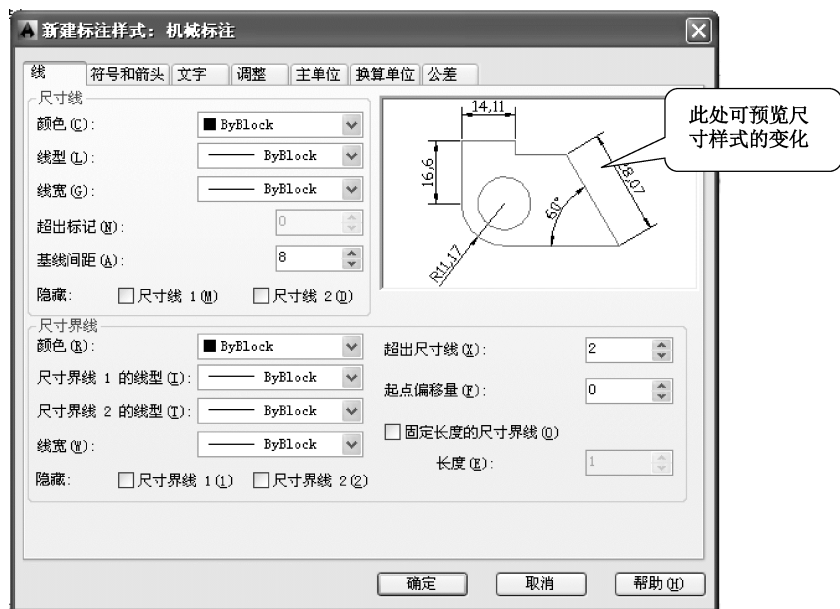 新建标注样式: 机械标注
线 符号和箭头 文字 调整 主单位 换算单位 公差
尺寸线
颜色(C): ByBlock
线型(L): ByBlock
线宽(G): ByBlock
超出标记(N): 0
基线间距(A): 8
隐藏: 尺寸线 1(M) 尺寸线 2(D)
14,11
16,6
60°
R11,17
此处可预览尺
寸样式的变化
尺寸界线
颜色(R): ByBlock
尺寸界线 1 的线型(I): ByBlock
尺寸界线 2 的线型(T): ByBlock
线宽(W): ByBlock
隐藏: 尺寸界线 1(1) 尺寸界线 2(2)
超出尺寸线(X): 2
起点偏移量(F): 0
固定长度的尺寸界线(O)
长度(E): 1
确定 取消 帮助(H)